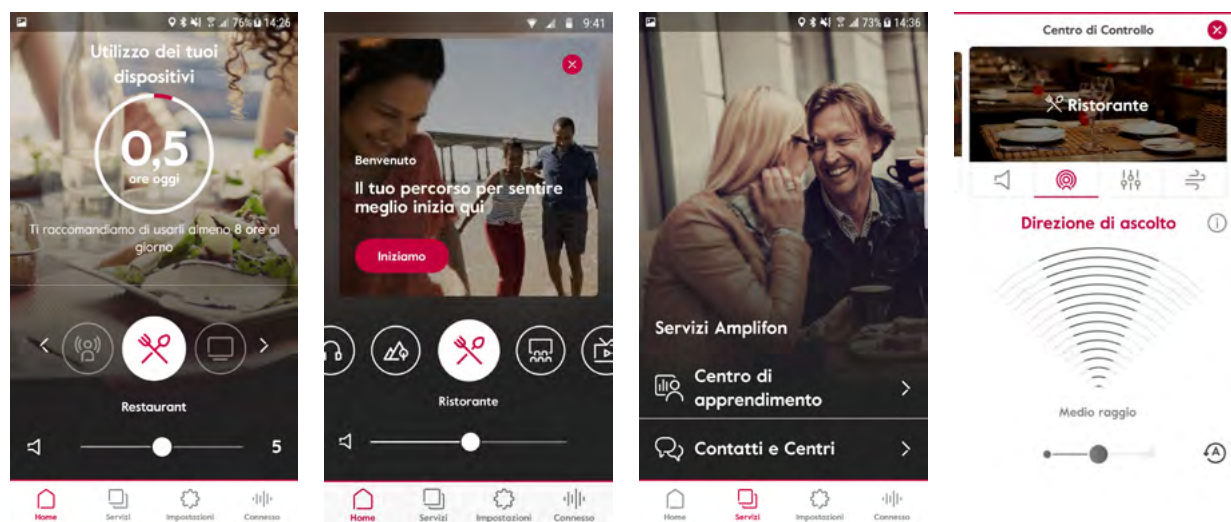 76% 14:26
Utilizzo dei tuoi
dispositivi
0,5
ore oggi
Ti raccomandiamo di usarli almeno 8 ore al
giorno
Restaurant
5
Home Servizi Impostazioni Connesso
9:41
Benvenuto
Il tuo percorso per sentire
meglio inizia qui
Iniziamo
Ristorante
Home Servizi Impostazioni Connesso
73% 14:36
Servizi Amplifon
Centro di
apprendimento
Contatti e Centri
Home Servizi Impostazioni Connesso
Centro di Controllo
Ristorante
Direzione di ascolto
Medio raggio
A